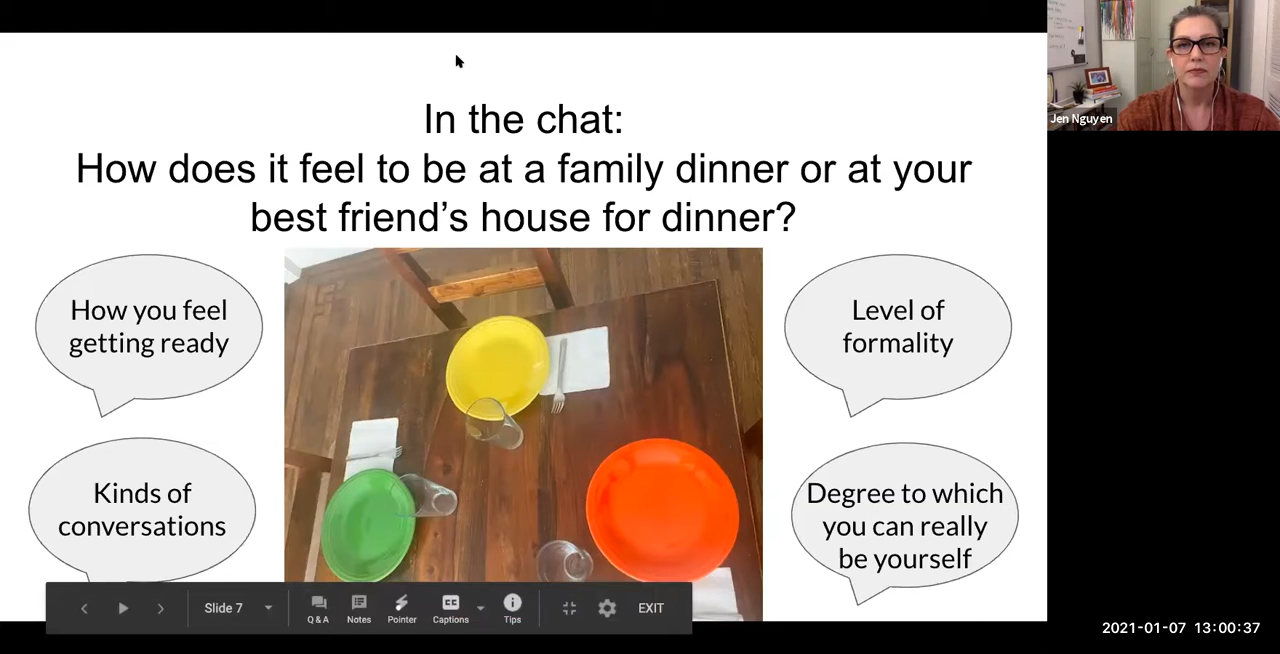 In the chat:
How does it feel to be at a family dinner or at your
best friend's house for dinner?
How you feel
getting ready
Level of
formality
Kinds of
conversations
Degree to which
you can really
be yourself
Jen Nguyen
Slide 7
Q & A
Notes
Pointer
CC
Captions
Tips
EXIT
2021-01-07 13:00:37